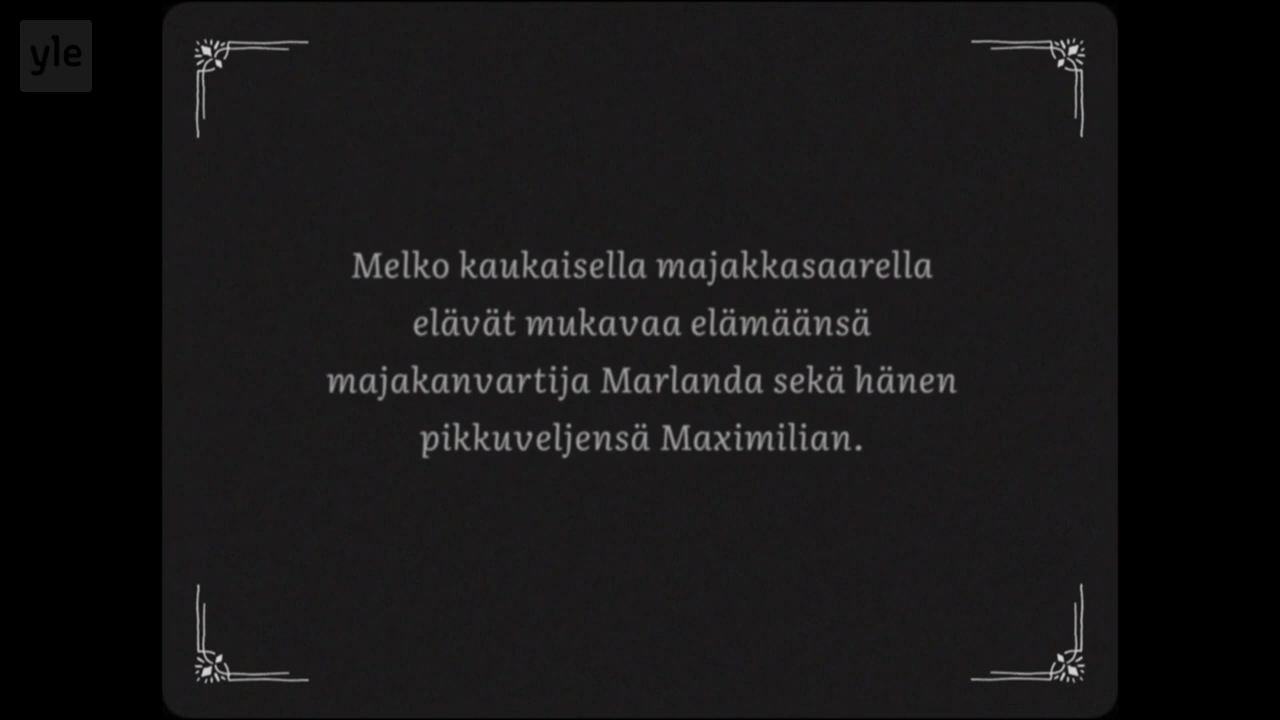 yle
Melko kaukaisella majakkasaarella
elävät mukavaa elämäänsä
majakanvartija Marlanda sekä hänen
pikkuveljensä Maximilian.